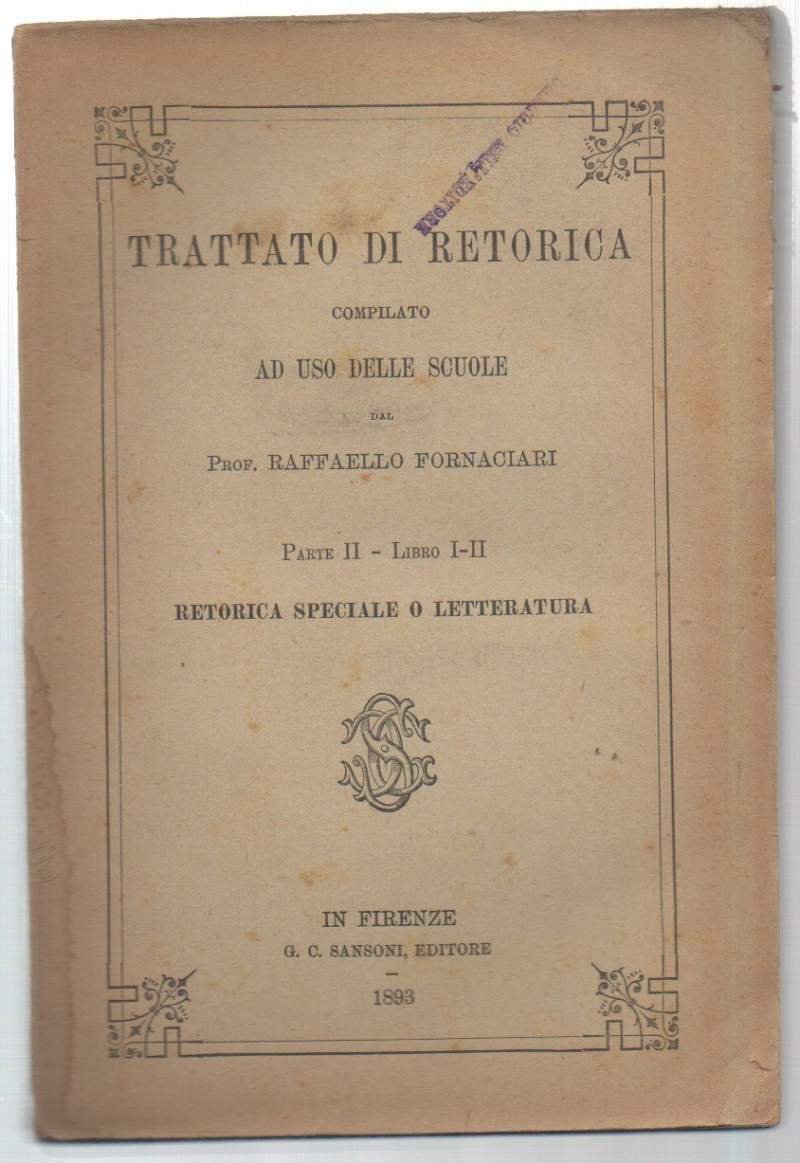 TRATTATO DI RETORICA
COMPILATO
AD USO DELLE SCUOLE
DAL
PROF. RAFFAELLO FORNACIARI
PARTE II - LIBRO I-II
RETORICA SPECIALE O LETTERATURA
IN FIRENZE
G. C. SANSONI, EDITORE
1893